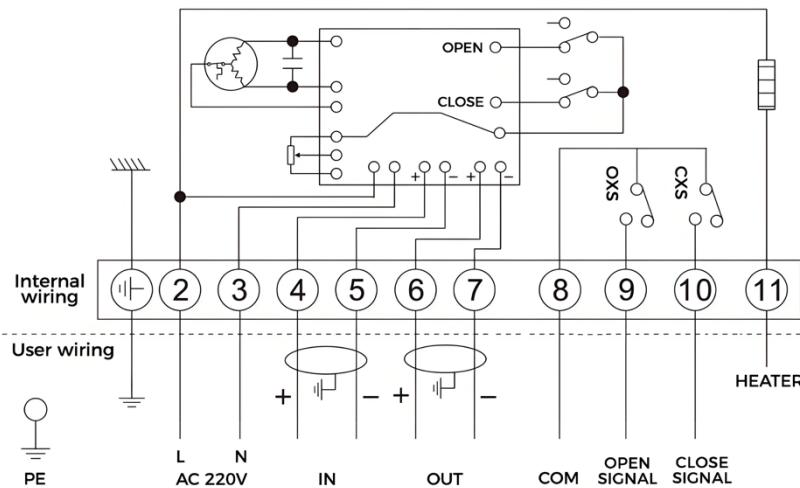 OPEN
CLOSE
+ − + −
OXS
CXS
Internal
wiring
2 3 4 5 6 7 8 9 10 11
User wiring
+ − + −
HEATER
L N
PE
AC 220V
IN
OUT
COM
OPEN
SIGNAL
CLOSE
SIGNAL